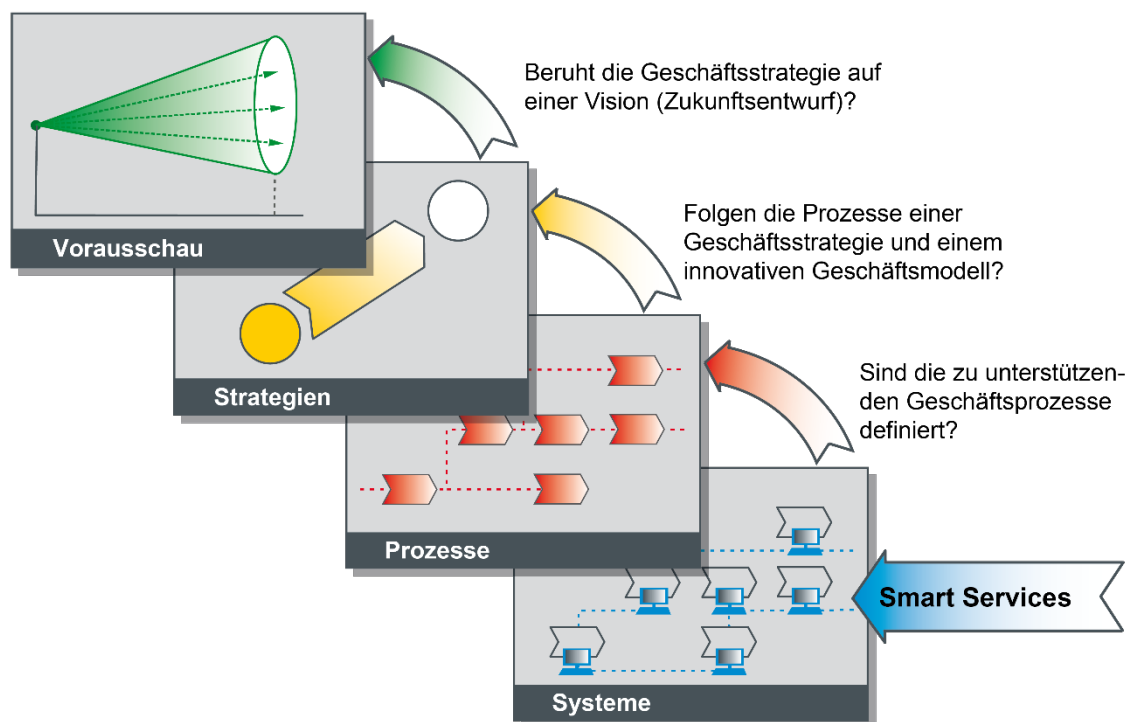 Beruht die Geschäftsstrategie auf
einer Vision (Zukunftsentwurf)?
Vorausschau
Folgen die Prozesse einer
Geschäftsstrategie und einem
innovativen Geschäftsmodell?
Strategien
Sind die zu unterstützen-
den Geschäftsprozesse
definiert?
Prozesse
Smart Services
Systeme